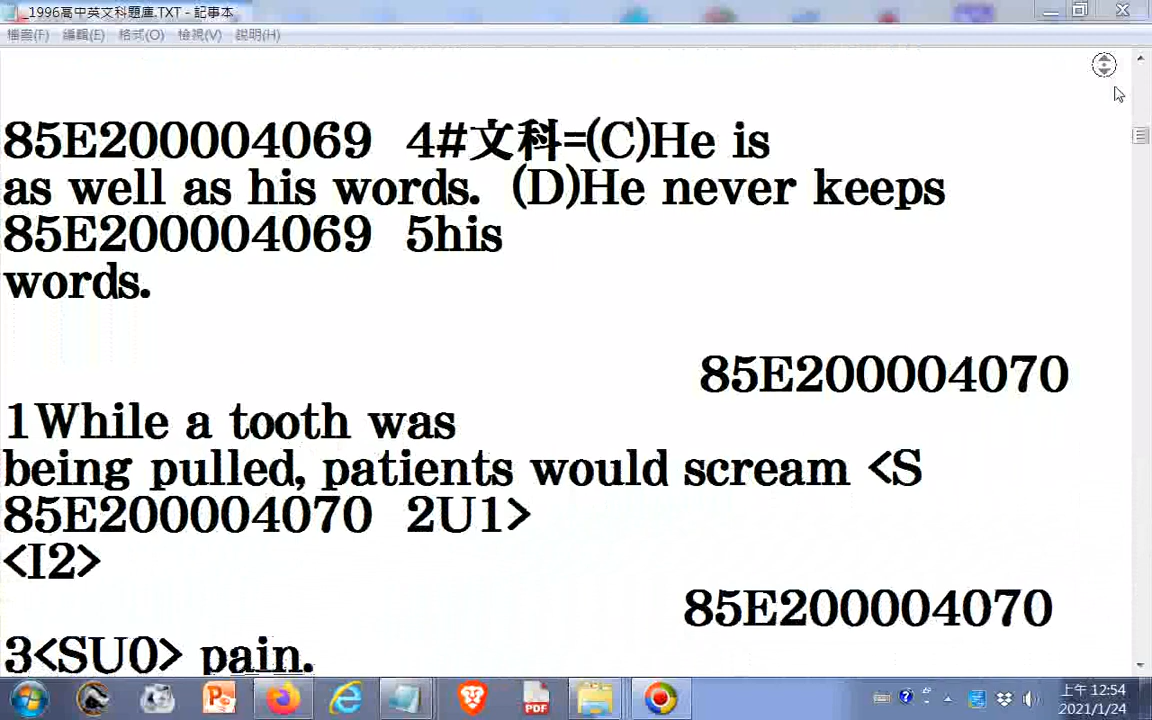 _1996高中英文科題庫.TXT - 記事本
檔案(F) 編輯(E) 格式(O) 檢視(V) 說明(H)
85E200004069 4#文科=(C)He is
as well as his words. (D)He never keeps
85E200004069 5his
words.
85E200004070
1While a tooth was
being pulled, patients would scream <S
85E200004070 2U1>
<I2>
85E200004070
3<SU0> pain.
PDF
上午 12:54
2021/1/24